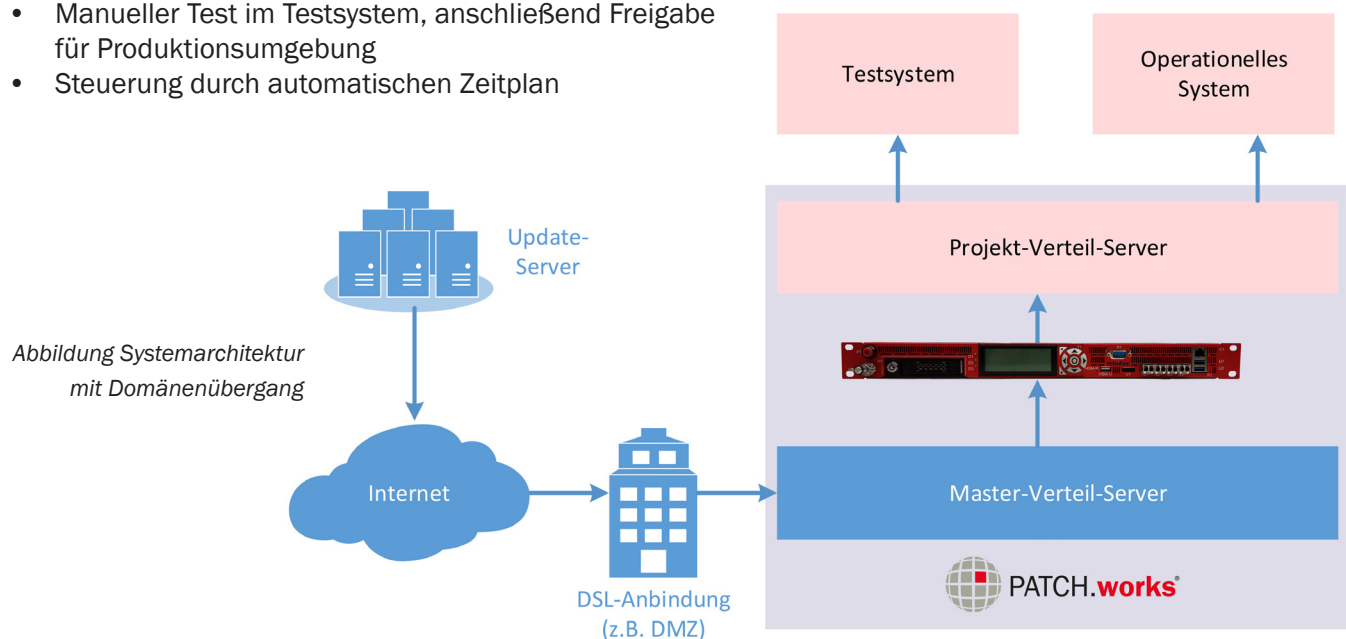 • Manueller Test im Testsystem, anschließend Freigabe
für Produktionsumgebung
• Steuerung durch automatischen Zeitplan
Testsystem
Operationelles
System
Update-
Server
Projekt-Verteil-Server
Abbildung Systemarchitektur
mit Domänenübergang
Internet
Master-Verteil-Server
DSL-Anbindung
(z.B. DMZ)
PATCH.works®